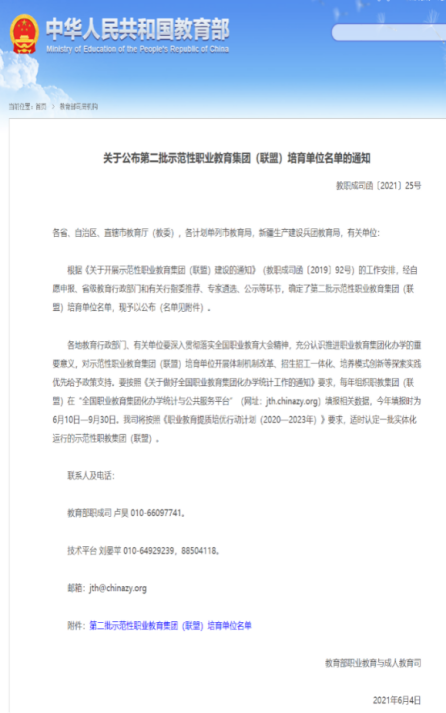 中华人民共和国教育部
Ministry of Education of the People's Republic of China
当前位置：首页 > 教育部司局机构
关于公布第二批示范性职业教育集团（联盟）培育单位名单的通知
教职成司函〔2021〕25号
各省、自治区、直辖市教育厅（教委），各计划单列市教育局，新疆生产建设兵团教育局，有关单位：
根据《关于开展示范性职业教育集团（联盟）建设的通知》（教职成司函〔2019〕92号）的工作安排，经自
愿申报、省级教育行政部门和有关行指委推荐、专家遴选、公示等环节，确定了第二批示范性职业教育集团（联
盟）培育单位名单，现予以公布（名单见附件）。
各地教育行政部门、有关单位要深入贯彻落实全国职业教育大会精神，充分认识推进职业教育集团化办学的重
要意义，对示范性职业教育集团（联盟）培育单位开展体制机制改革、招生招工一体化、培养模式创新等探索实践
优先给予政策支持。要按照《关于做好全国职业教育集团化办学统计工作的通知》要求，每年组织职教集团（联
盟）在“全国职业教育集团化办学统计与公共服务平台”（网址：jth.chinazy.org）填报相关数据，今年填报时为
6月10日—9月30日。我司将按照《职业教育提质培优行动计划（2020—2023年）》要求，适时认定一批实体化
运行的示范性职教集团（联盟）。
联系人及电话：
教育部职成司 卢昊 010-66097741。
技术平台 刘晏苹 010-64929239，88504118。
邮箱：jth@chinazy.org
附件：第二批示范性职业教育集团（联盟）培育单位名单
教育部职业教育与成人教育司
2021年6月4日